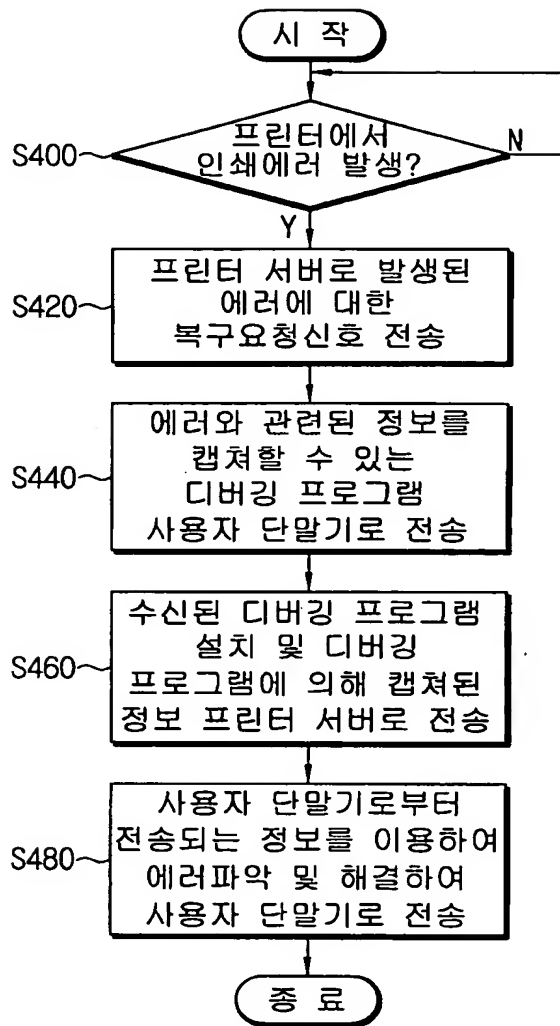 시 작
S400
프린터에서
인쇄에러 발생?
N
Y
S420
프린터 서버로 발생된
에러에 대한
복구요청신호 전송
S440
에러와 관련된 정보를
캡쳐할 수 있는
디버깅 프로그램
사용자 단말기로 전송
S460
수신된 디버깅 프로그램
설치 및 디버깅
프로그램에 의해 캡쳐된
정보 프린터 서버로 전송
S480
사용자 단말기로부터
전송되는 정보를 이용하여
에러파악 및 해결하여
사용자 단말기로 전송
종 료